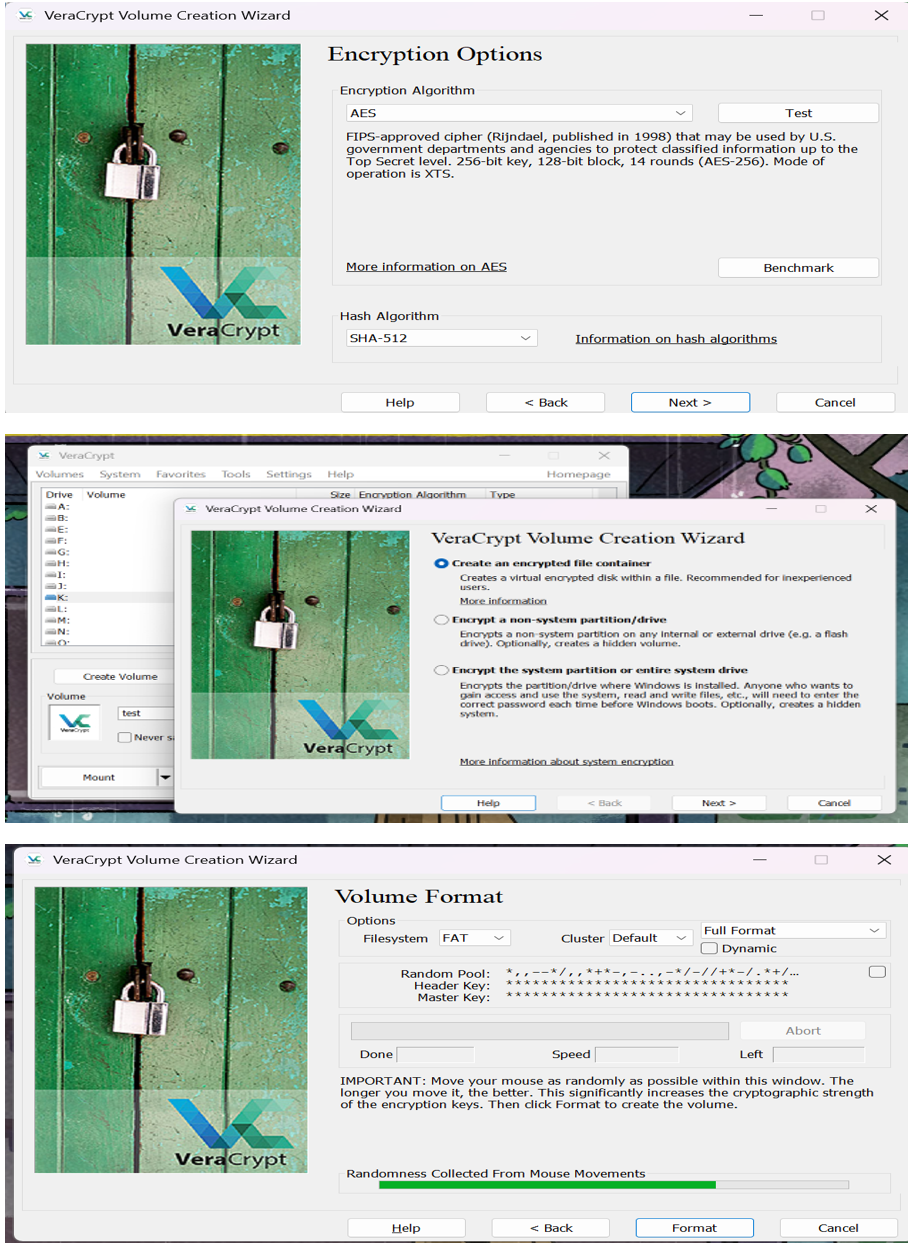 VeraCrypt Volume Creation Wizard
Encryption Options
Encryption Algorithm
AES
Test
FIPS-approved cipher (Rijndael, published in 1998) that may be used by U.S.
government departments and agencies to protect classified information up to the
Top Secret level. 256-bit key, 128-bit block, 14 rounds (AES-256). Mode of
operation is XTS.
More information on AES
Benchmark
Hash Algorithm
SHA-512
Information on hash algorithms
VeraCrypt
Help
< Back
Next >
Cancel
VeraCrypt
Volumes System Favorites Tools Settings Help Homepage
Drive Volume Size Encryption Algorithm Type
A:
B:
E:
F:
G:
H:
I:
J:
K:
L:
M:
N:
O:
Create Volume
Volume
VeraCrypt
test
Never sa
Mount
VeraCrypt Volume Creation Wizard
VeraCrypt Volume Creation Wizard
Create an encrypted file container
Creates a virtual encrypted disk within a file. Recommended for inexperienced
users.
More information
Encrypt a non-system partition/drive
Encrypts a non-system partition on any internal or external drive (e.g. a flash
drive). Optionally, creates a hidden volume.
Encrypt the system partition or entire system drive
Encrypts the partition/drive where Windows is installed. Anyone who wants to
gain access and use the system, read and write files, etc., will need to enter the
correct password each time before Windows boots. Optionally, creates a hidden
system.
More information about system encryption
VeraCrypt
Help
< Back
Next >
Cancel
VeraCrypt Volume Creation Wizard
Volume Format
Options
Filesystem FAT Cluster Default Full Format
Dynamic
Random Pool: *,,--*/,,*+*-,-..,-*/-//+*-/.*+/...
Header Key: ********************************
Master Key: ********************************
Abort
Done Speed Left
IMPORTANT: Move your mouse as randomly as possible within this window. The
longer you move it, the better. This significantly increases the cryptographic strength
of the encryption keys. Then click Format to create the volume.
VeraCrypt
Randomness Collected From Mouse Movements
Help
< Back
Format
Cancel